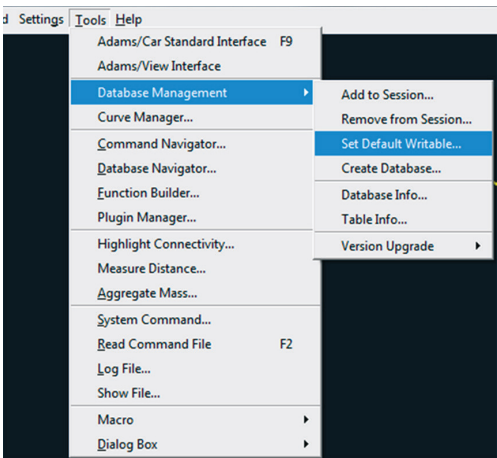 d Settings Tools Help
Adams/Car Standard Interface F9
Adams/View Interface
Database Management
Curve Manager...
Command Navigator...
Database Navigator...
Function Builder...
Plugin Manager...
Highlight Connectivity...
Measure Distance...
Aggregate Mass...
System Command...
Read Command File F2
Log File...
Show File...
Macro
Dialog Box
Add to Session...
Remove from Session...
Set Default Writable...
Create Database...
Database Info...
Table Info...
Version Upgrade